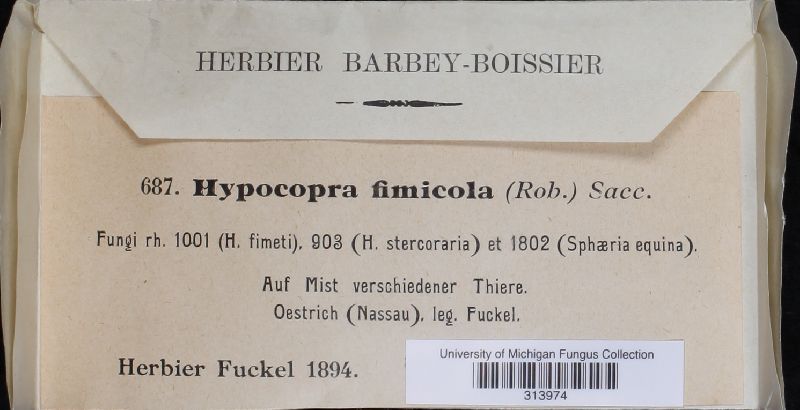 HERBIER BARBEY-BOISSIER
687. Hypocopra fimicola (Rob.) Sacc.
Fungi rh. 1001 (H. fimeti), 903 (H. stercoraria) et 1802 (Sphæria equina).
Auf Mist verschiedener Thiere.
Oestrich (Nassau), leg. Fuckel.
Herbier Fuckel 1894.
University of Michigan Fungus Collection
313974